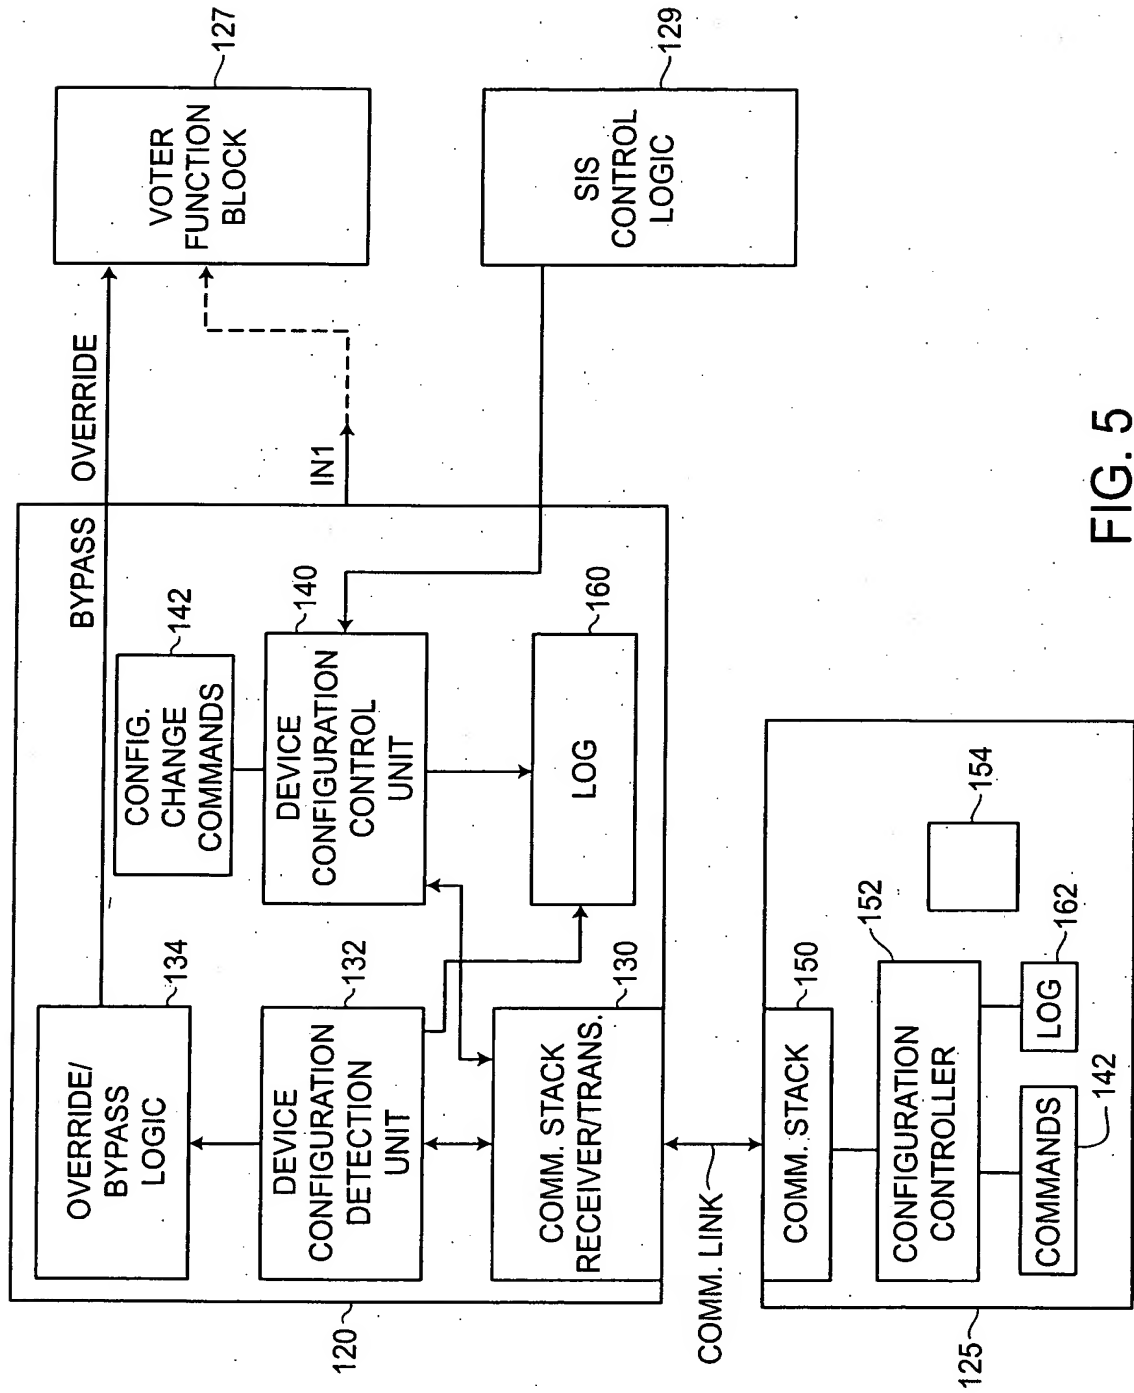 120
OVERRIDE/
BYPASS
LOGIC
134
BYPASS
OVERRIDE
VOTER
FUNCTION
BLOCK
127
CONFIG.
CHANGE
COMMANDS
142
DEVICE
CONFIGURATION
DETECTION
UNIT
132
DEVICE
CONFIGURATION
CONTROL
UNIT
140
IN1
COMM. STACK
RECEIVER/TRANS.
130
LOG
160
SIS
CONTROL
LOGIC
129
COMM. LINK
125
COMM. STACK
150
CONFIGURATION
CONTROLLER
152
154
COMMANDS
142
LOG
162
FIG. 5